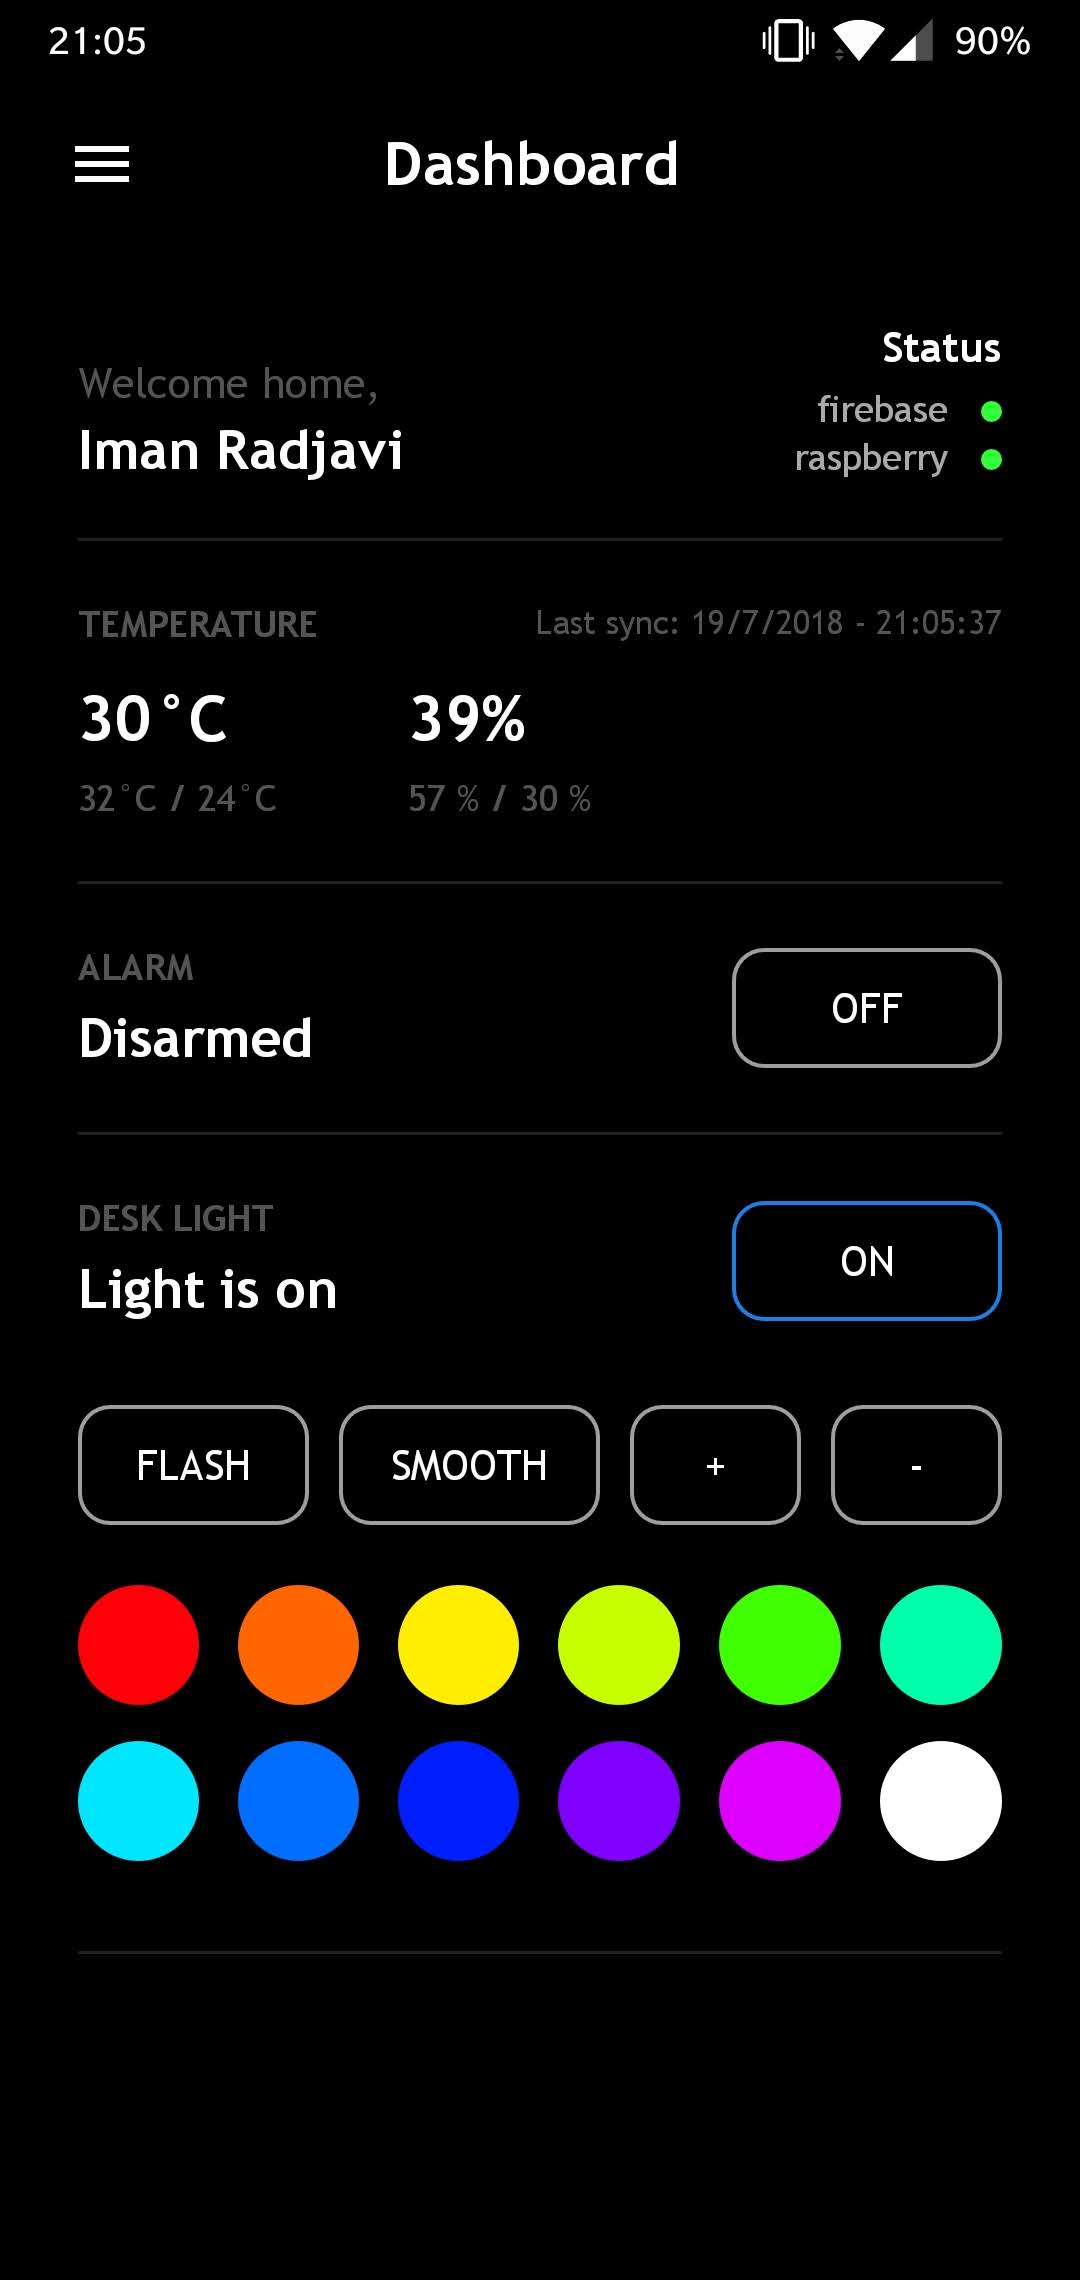 21:05 90%
Dashboard
Status
Welcome home,
firebase
Iman Radjavi
raspberry
TEMPERATURE Last sync: 19/7/2018 - 21:05:37
30°C 39%
32°C / 24°C 57 % / 30 %
ALARM
Disarmed
OFF
DESK LIGHT
Light is on
ON
FLASH SMOOTH + -